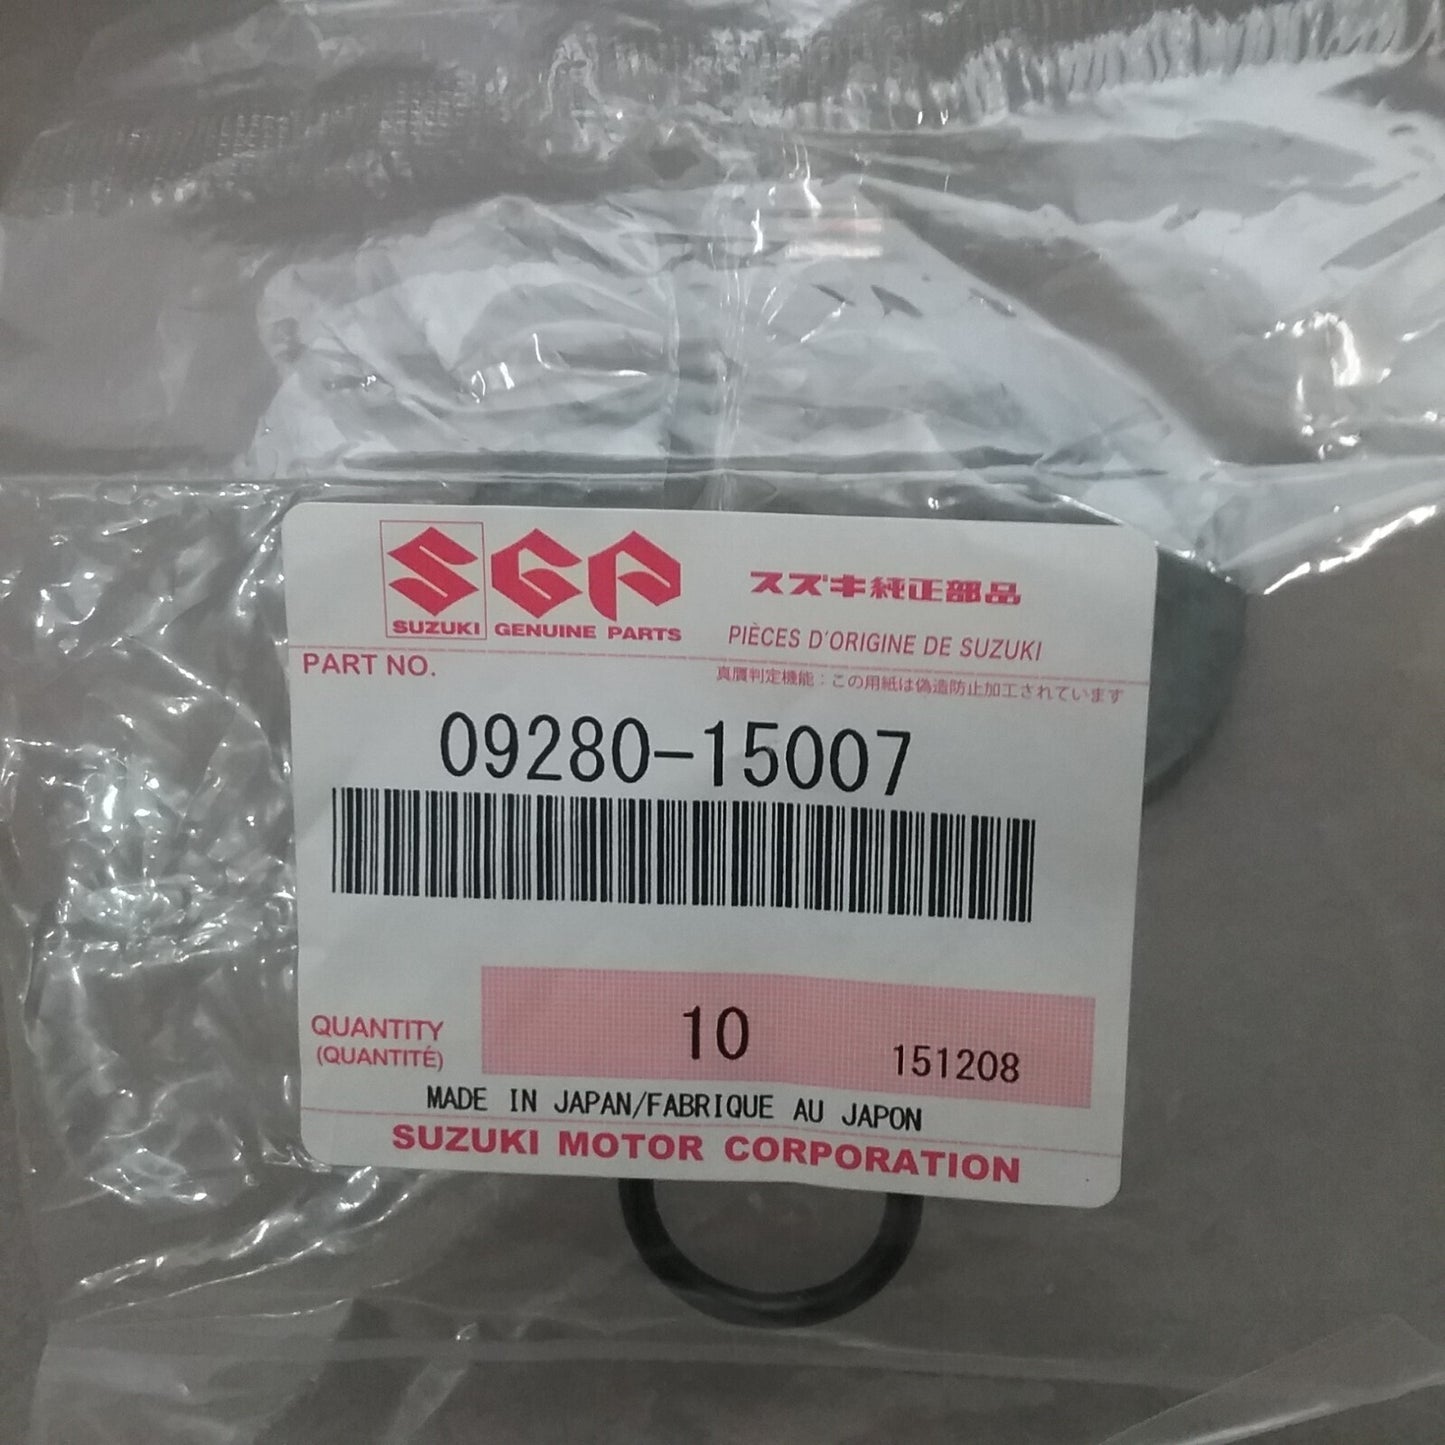 SGP
SUZUKI GENUINE PARTS
スズキ純正部品
PIÈCES D'ORIGINE DE SUZUKI
PART NO.
真贋判定機能:この用紙は偽造防止加工されています
09280-15007
QUANTITY
(QUANTITÉ)
10
151208
MADE IN JAPAN/FABRIQUE AU JAPON
SUZUKI MOTOR CORPORATION